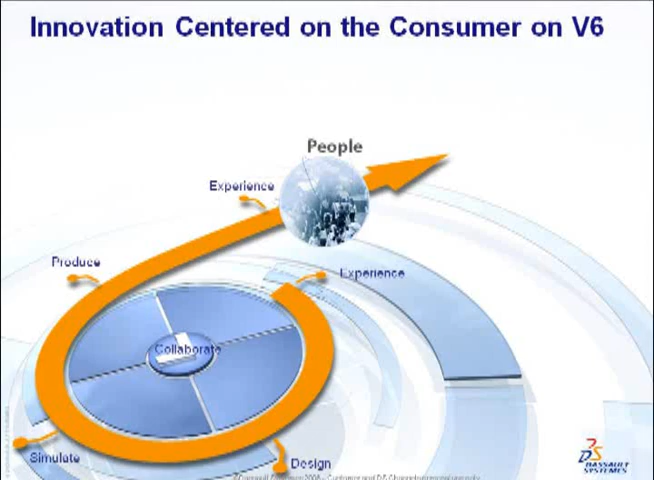 Innovation Centered on the Consumer on V6
People
Experience
Produce
Experience
Collaborate
Simulate
Design
DASSAULT
SYSTEMES